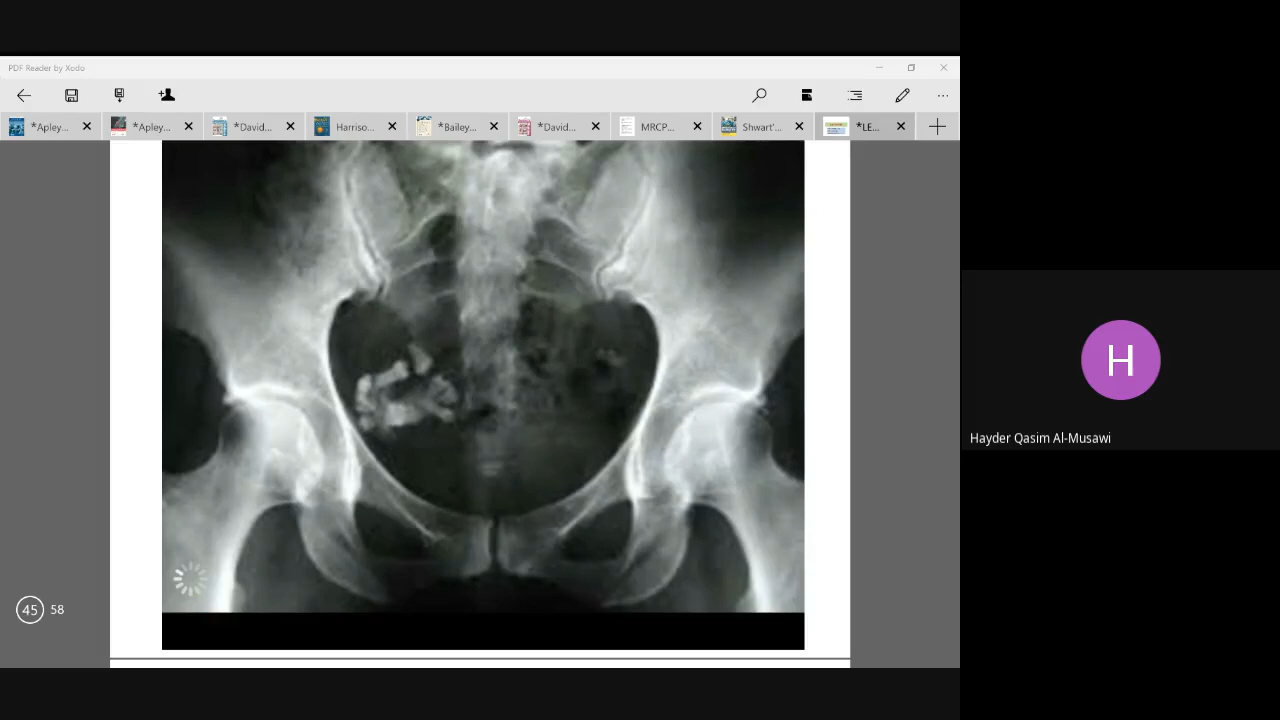 PDF Reader by Xodo
*Apley...
*Apley...
*David...
Harriso...
*Bailey...
*David...
MRCP...
Shwart'...
*LE...
45 58
H
Hayder Qasim Al-Musawi